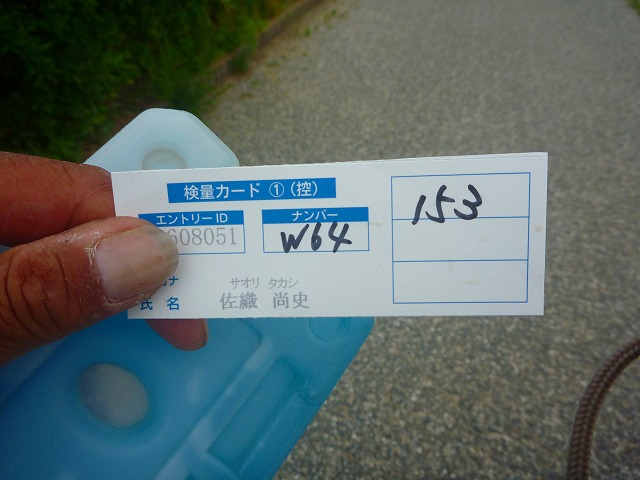 検量カード ①(控)
エントリーID
608051
ナンバー
W64
153
サオリ タカシ
氏名 佐織 尚史